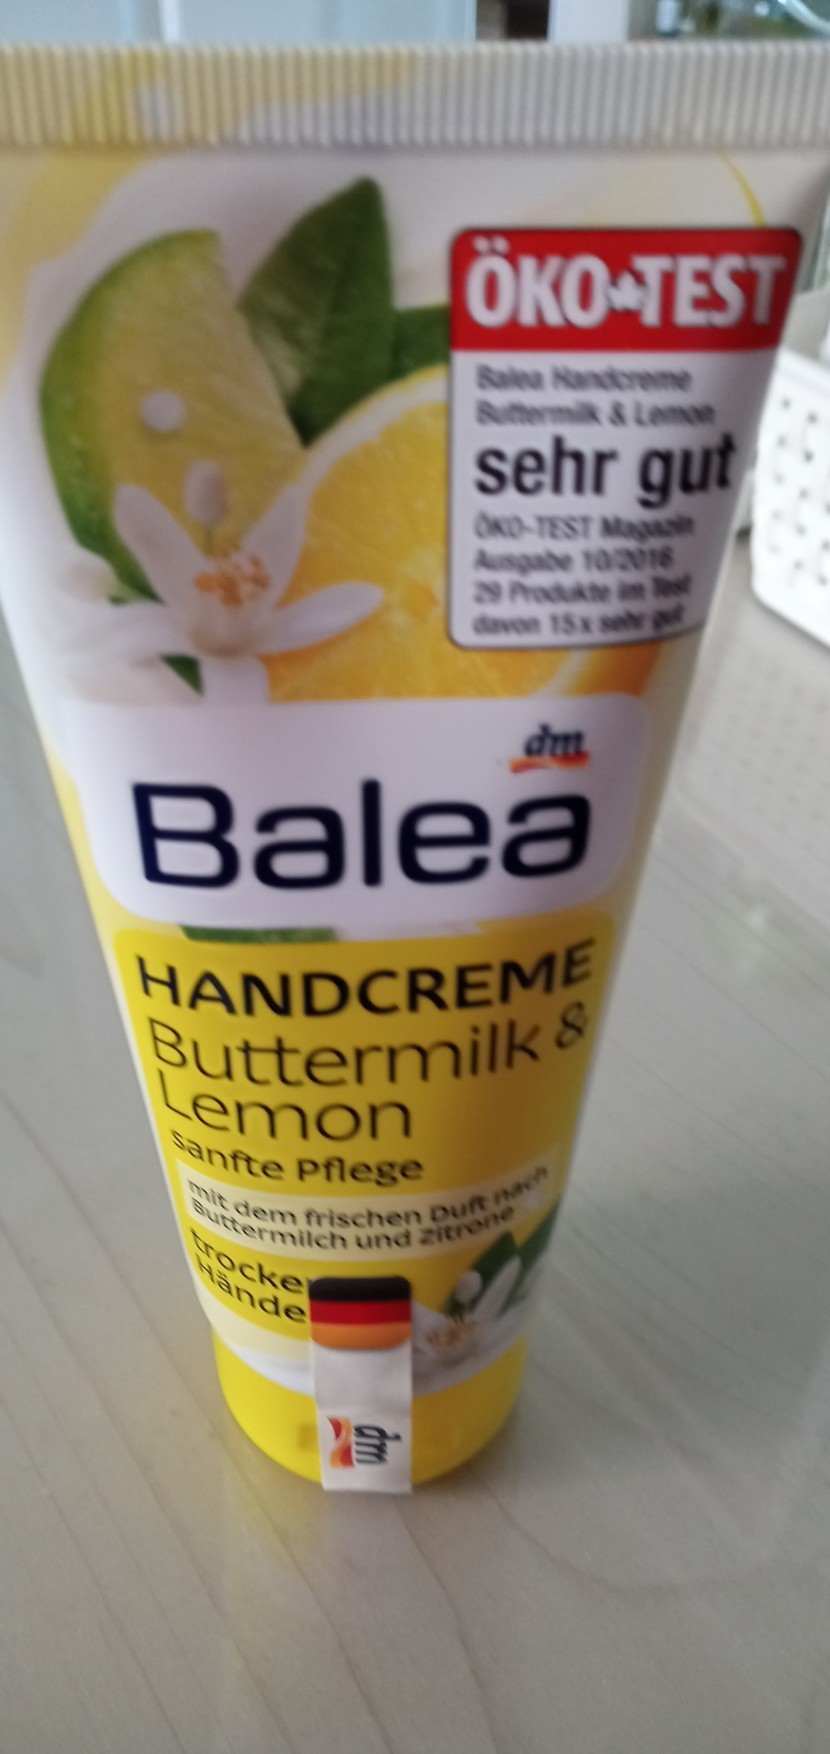 ÖKO-TEST
Balea Handcreme
Buttermilk & Lemon
sehr gut
ÖKO-TEST Magazin
Ausgabe 10/2016
29 Produkte im Test
davon 15 x sehr gut
dm
Balea
HANDCREME
Buttermilk &
Lemon
sanfte Pflege
mit dem frischen Duft nach
Buttermilch und Zitrone
trocke
Hände
dm